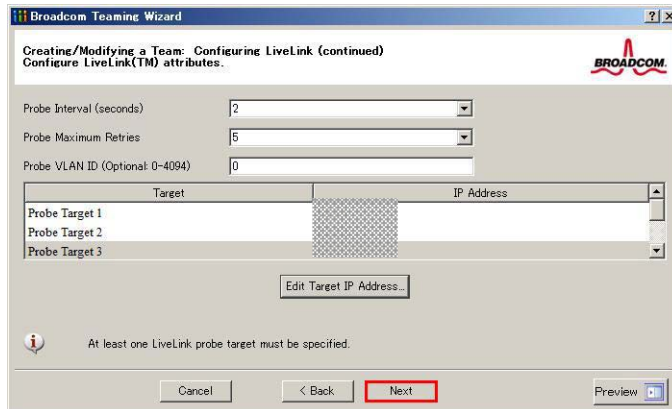 Broadcom Teaming Wizard
Creating/Modifying a Team: Configuring LiveLink (continued)
Configure LiveLink(TM) attributes.
BROADCOM.
Probe Interval (seconds) 2
Probe Maximum Retries 5
Probe VLAN ID (Optional: 0-4094) 0
Target IP Address
Probe Target 1
Probe Target 2
Probe Target 3
Edit Target IP Address...
At least one LiveLink probe target must be specified.
Cancel < Back Next Preview